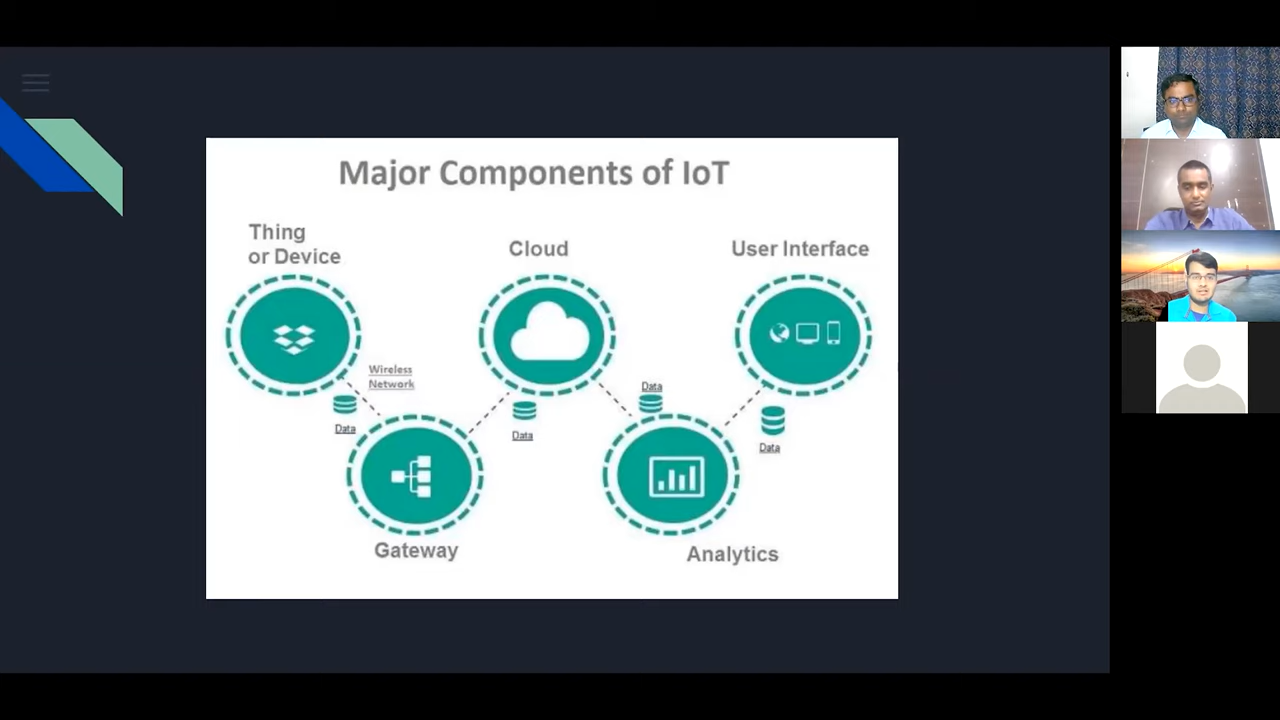 Major Components of IoT
Thing
or Device
Cloud
User Interface
Wireless
Network
Data
Data
Data
Data
Gateway
Analytics